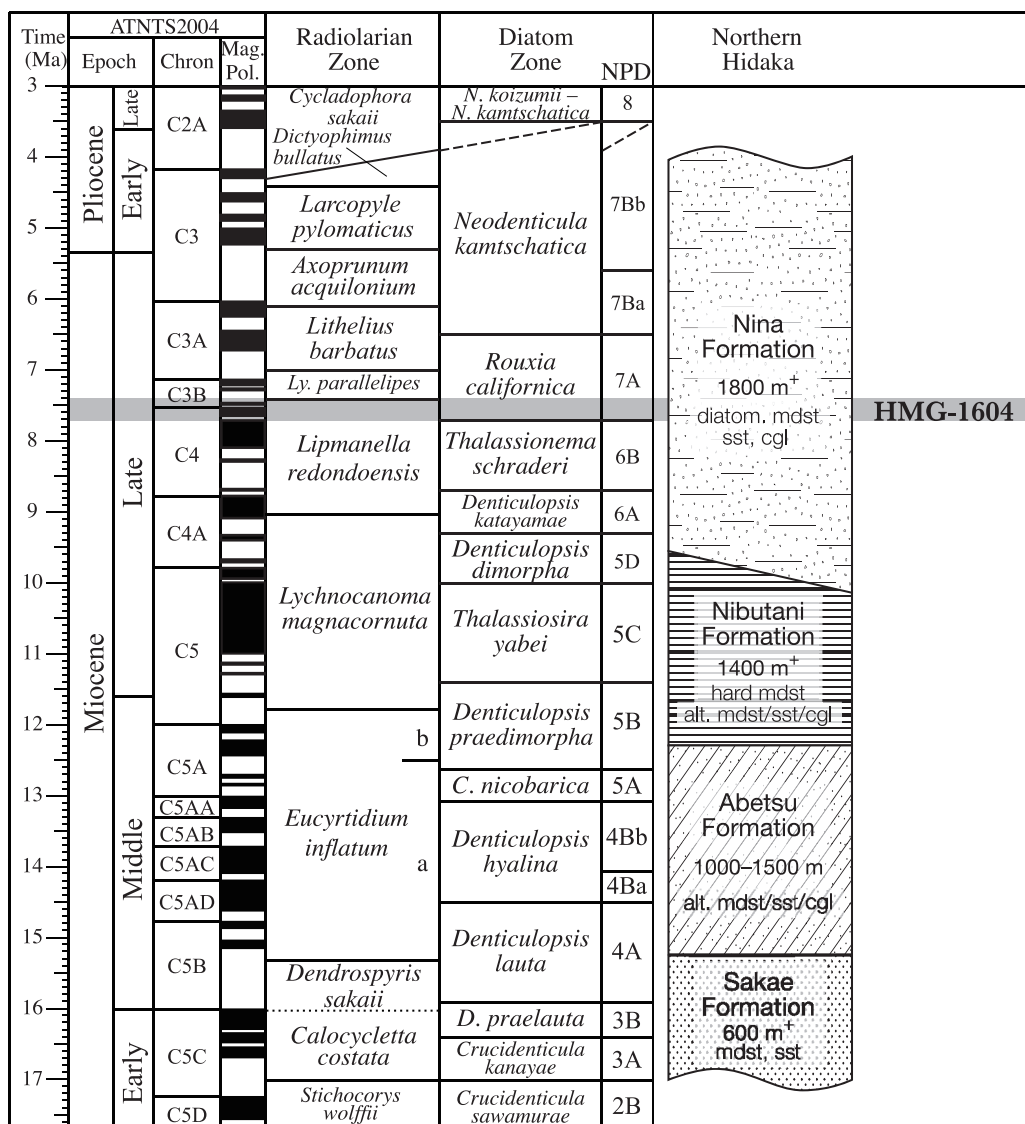 Time
(Ma)
ATNTS2004
Epoch
Chron
Mag.
Pol.
Radiolarian
Zone
Diatom
Zone
NPD
Northern
Hidaka
3
4
5
6
7
8
9
10
11
12
13
14
15
16
17
Pliocene
Miocene
Late
Early
Late
Middle
Early
C2A
C3
C3A
C3B
C4
C4A
C5
C5A
C5AA
C5AB
C5AC
C5AD
C5B
C5C
C5D
Cycladophora
sakaii
Dictyophimus
bullatus
Larcopyle
pylomaticus
Axoprunum
acquilonium
Lithelius
barbatus
Ly. parallelipes
Lipmanella
redondoensis
Lychnocanoma
magnacornuta
b
Eucyrtidium
inflatum
a
Dendrospyris
sakaii
Calocycletta
costata
Stichocorys
wolffii
N. koizumii –
N. kamtschatica
Neodenticula
kamtschatica
Rouxia
californica
Thalassionema
schraderi
Denticulopsis
katayamae
Denticulopsis
dimorpha
Thalassiosira
yabei
Denticulopsis
praedimorpha
C. nicobarica
Denticulopsis
hyalina
Denticulopsis
lauta
D. praelauta
Crucidenticula
kanayae
Crucidenticula
sawamurae
8
7Bb
7Ba
7A
6B
6A
5D
5C
5B
5A
4Bb
4Ba
4A
3B
3A
2B
Nina
Formation
1800 m+
diatom. mdst
sst, cgl
HMG-1604
Nibutani
Formation
1400 m+
hard mdst
alt. mdst/sst/cgl
Abetsu
Formation
1000–1500 m
alt. mdst/sst/cgl
Sakae
Formation
600 m+
mdst, sst